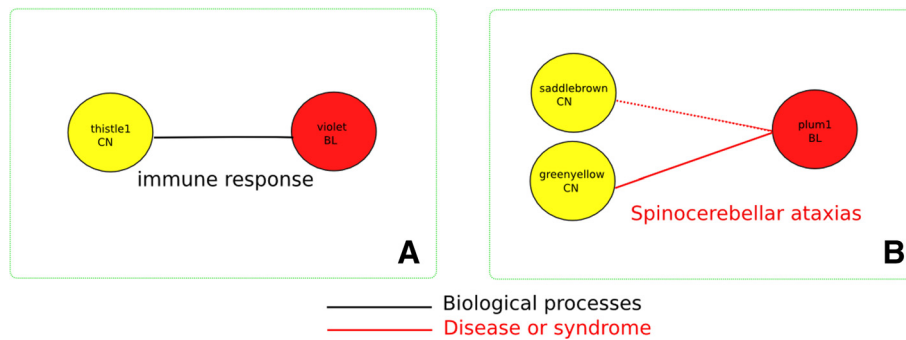 thistle1
CN
violet
BL
immune response
A
saddlebrown
CN
greenyellow
CN
plum1
BL
Spinocerebellar ataxias
B
Biological processes
Disease or syndrome